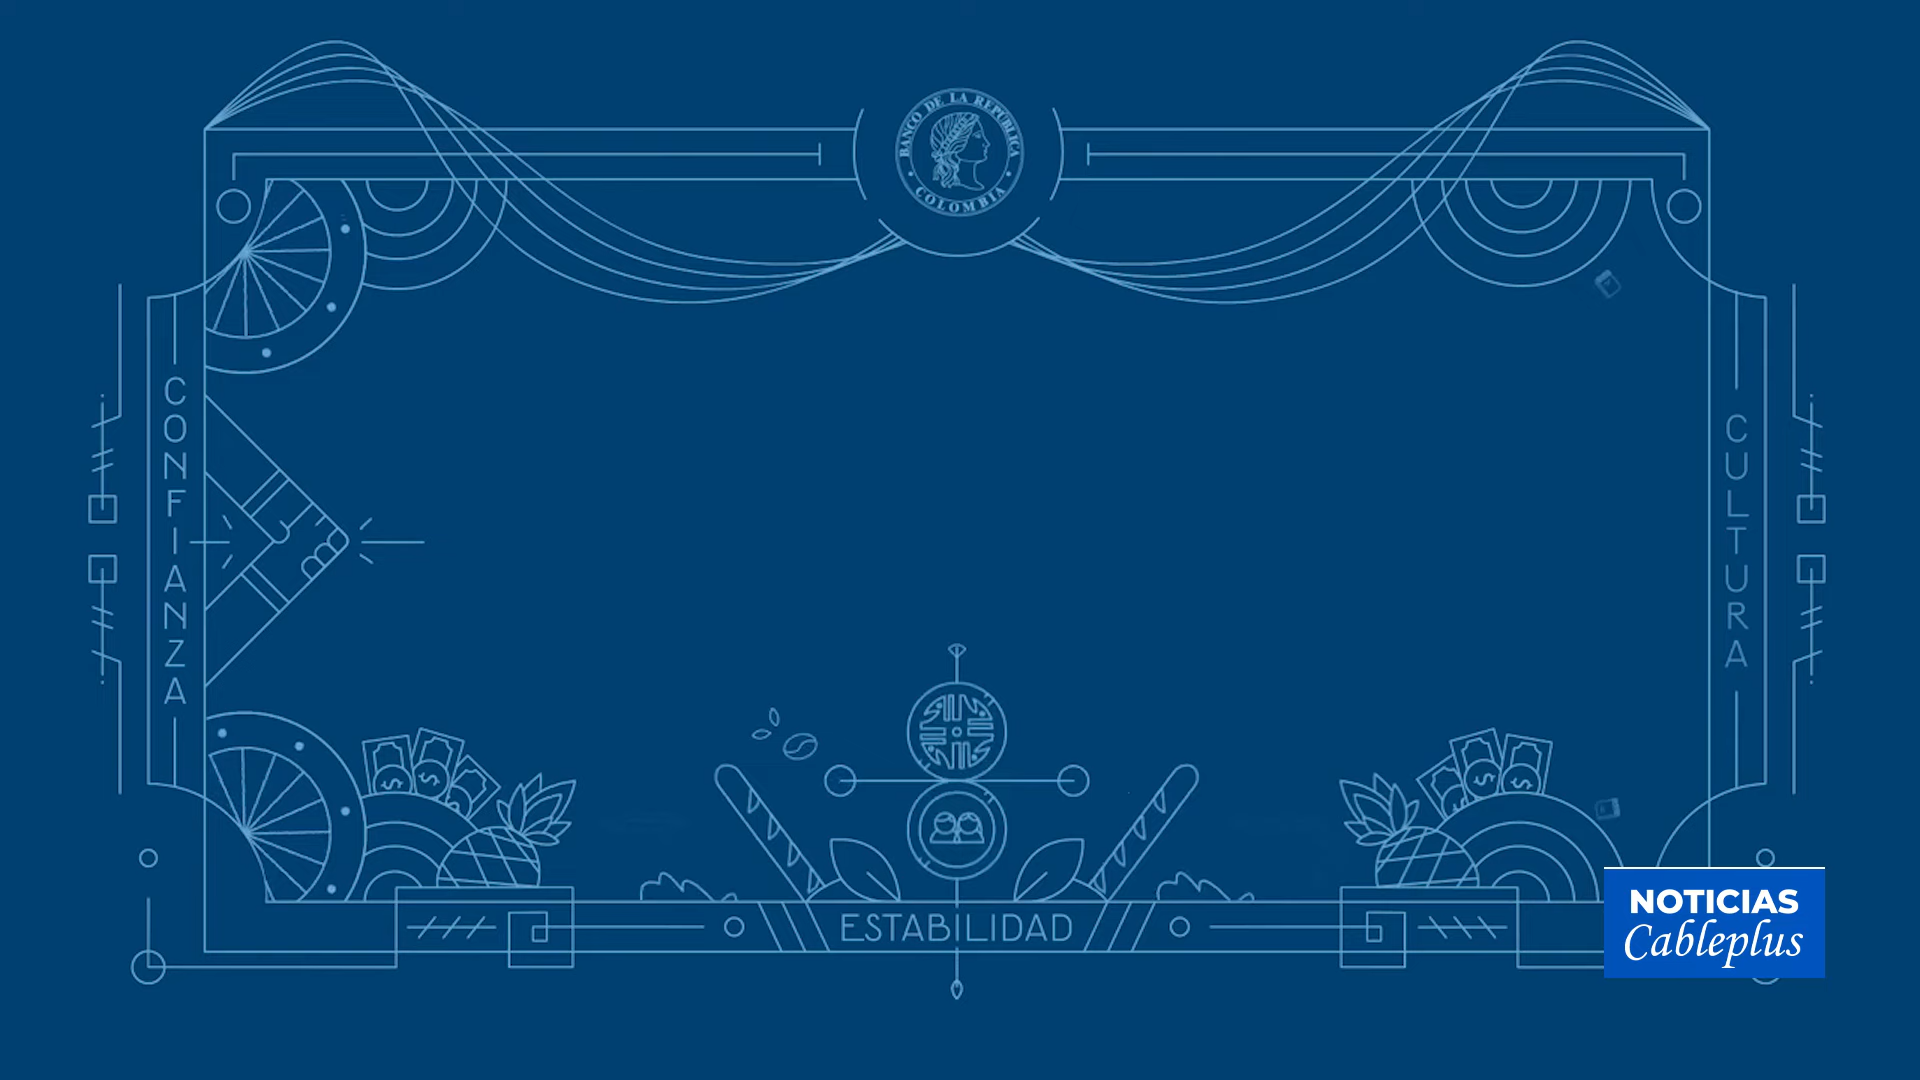 BANCO DE LA REPÚBLICA
COLOMBIA
CONFIANZA
CULTURA
ESTABILIDAD
NOTICIAS
Cableplus